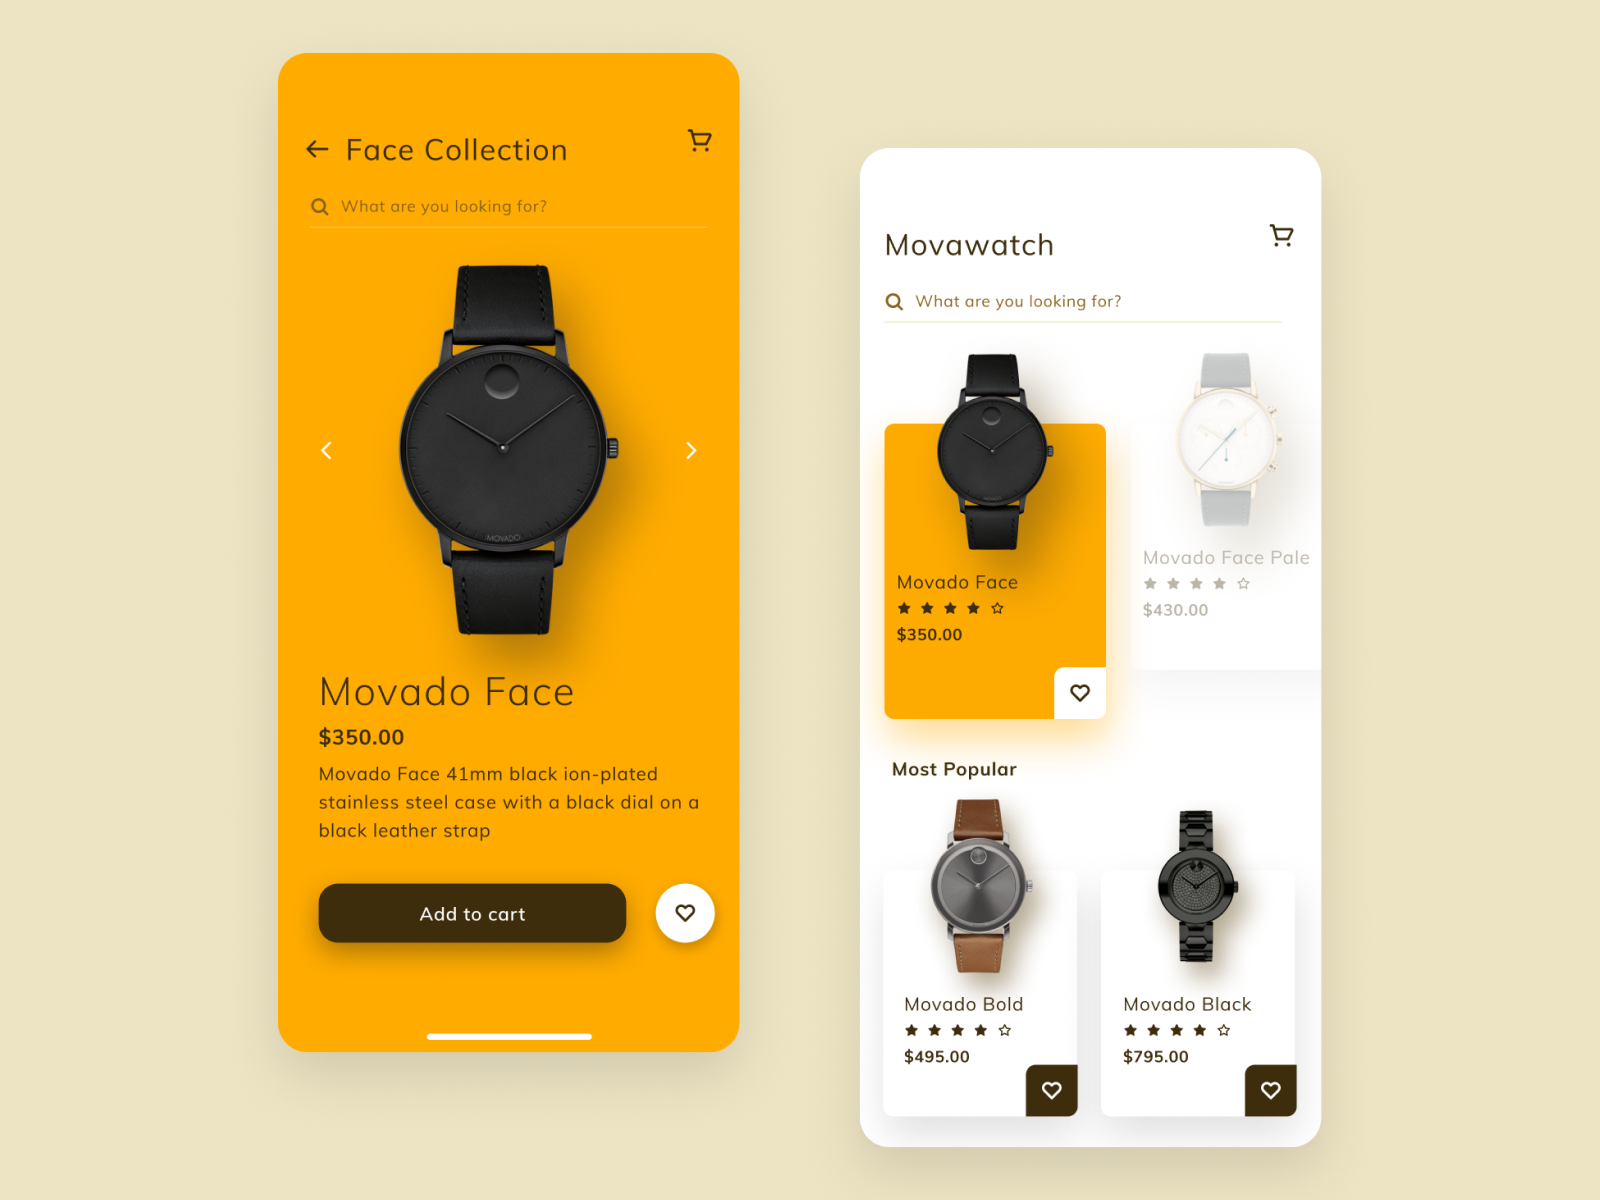 Face Collection
What are you looking for?
MOVADO
Movado Face
$350.00
Movado Face 41mm black ion-plated
stainless steel case with a black dial on a
black leather strap
Add to cart
Movawatch
What are you looking for?
Movado Face
$350.00
Movado Face Pale
$430.00
Most Popular
Movado Bold
$495.00
Movado Black
$795.00